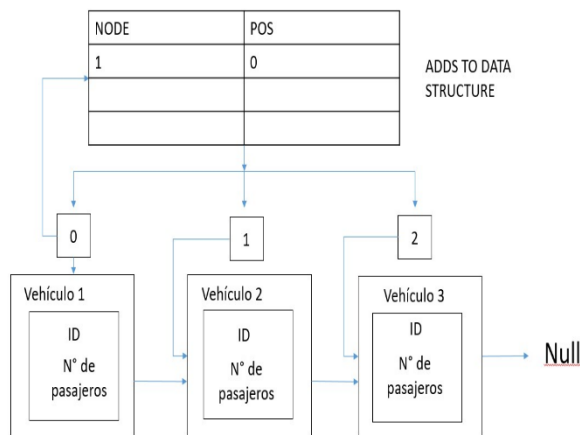 NODE POS
1 0
ADDS TO DATA
STRUCTURE
0 1 2
Vehículo 1 Vehículo 2 Vehículo 3
ID ID ID
N° de N° de N° de
pasajeros pasajeros pasajeros
Null